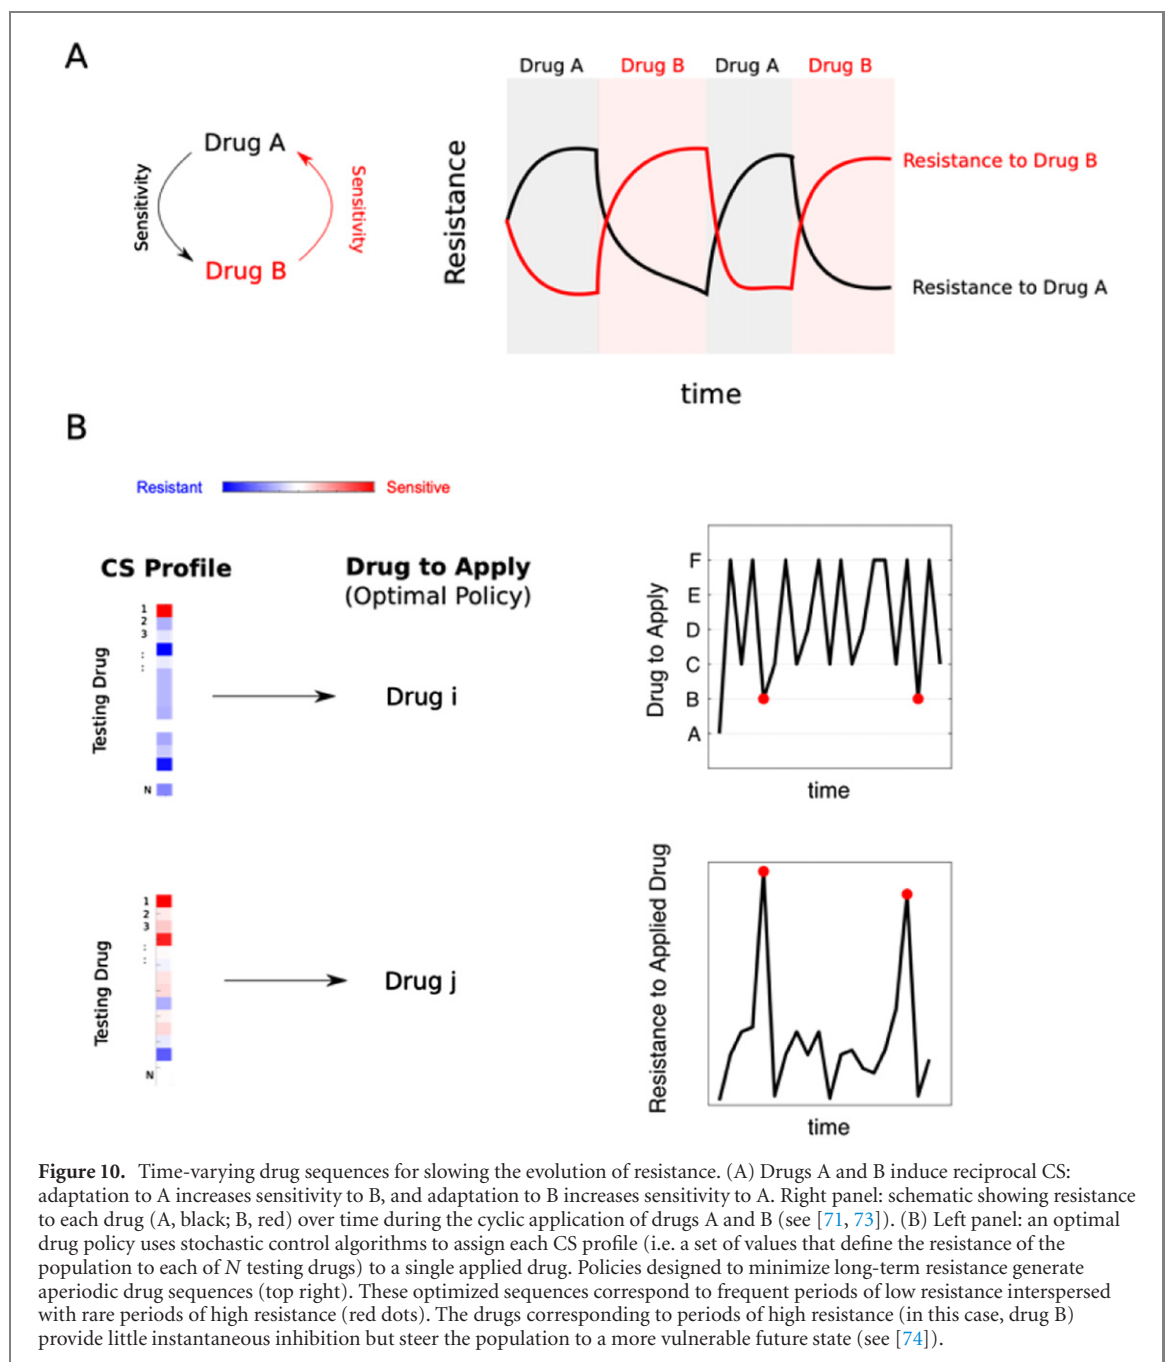 A
Drug A
Drug B
Drug A
Drug B
Drug A
Sensitivity
Sensitivity
Drug B
Resistance
Resistance to Drug B
Resistance to Drug A
time
B
Resistant
Sensitive
CS Profile
Drug to Apply
(Optimal Policy)
Testing Drug
1
2
3
:
:
N
Drug i
Drug to Apply
F
E
D
C
B
A
time
Testing Drug
1
2
3
:
:
N
Drug j
Resistance to Applied Drug
time
Figure 10. Time-varying drug sequences for slowing the evolution of resistance. (A) Drugs A and B induce reciprocal CS:
adaptation to A increases sensitivity to B, and adaptation to B increases sensitivity to A. Right panel: schematic showing resistance
to each drug (A, black; B, red) over time during the cyclic application of drugs A and B (see [71, 73]). (B) Left panel: an optimal
drug policy uses stochastic control algorithms to assign each CS profile (i.e. a set of values that define the resistance of the
population to each of N testing drugs) to a single applied drug. Policies designed to minimize long-term resistance generate
aperiodic drug sequences (top right). These optimized sequences correspond to frequent periods of low resistance interspersed
with rare periods of high resistance (red dots). The drugs corresponding to periods of high resistance (in this case, drug B)
provide little instantaneous inhibition but steer the population to a more vulnerable future state (see [74]).